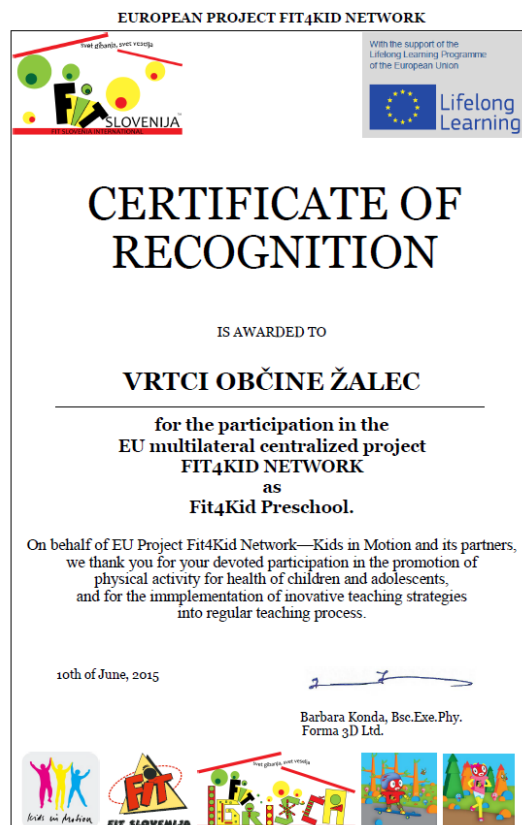 EUROPEAN PROJECT FIT4KID NETWORK
svet gibanja, svet veselja
FIT SLOVENIJA
FIT SLOVENIA INTERNATIONAL
With the support of the
Lifelong Learning Programme
of the European Union
Lifelong
Learning
CERTIFICATE OF
RECOGNITION
IS AWARDED TO
VRTCI OBČINE ŽALEC
for the participation in the
EU multilateral centralized project
FIT4KID NETWORK
as
Fit4Kid Preschool.
On behalf of EU Project Fit4Kid Network—Kids in Motion and its partners,
we thank you for your devoted participation in the promotion of
physical activity for health of children and adolescents,
and for the immplementation of inovative teaching strategies
into regular teaching process.
10th of June, 2015
Barbara Konda, Bsc.Exe.Phy.
Forma 3D Ltd.
kids in motion
FIT
FIT SLOVENIJA
svet gibanja, svet veselja